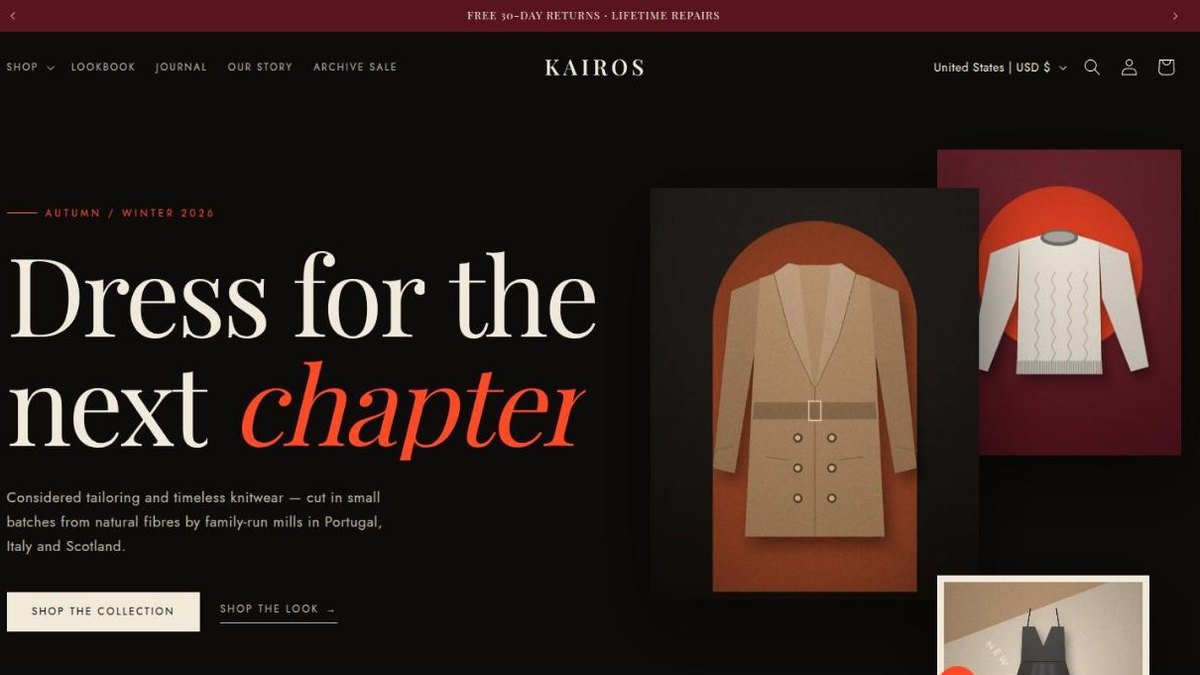 FREE 30-DAY RETURNS · LIFETIME REPAIRS
SHOP
LOOKBOOK
JOURNAL
OUR STORY
ARCHIVE SALE
KAIROS
United States | USD $
AUTUMN / WINTER 2026
Dress for the
next chapter
Considered tailoring and timeless knitwear — cut in small
batches from natural fibres by family-run mills in Portugal,
Italy and Scotland.
SHOP THE COLLECTION
SHOP THE LOOK →
NEW